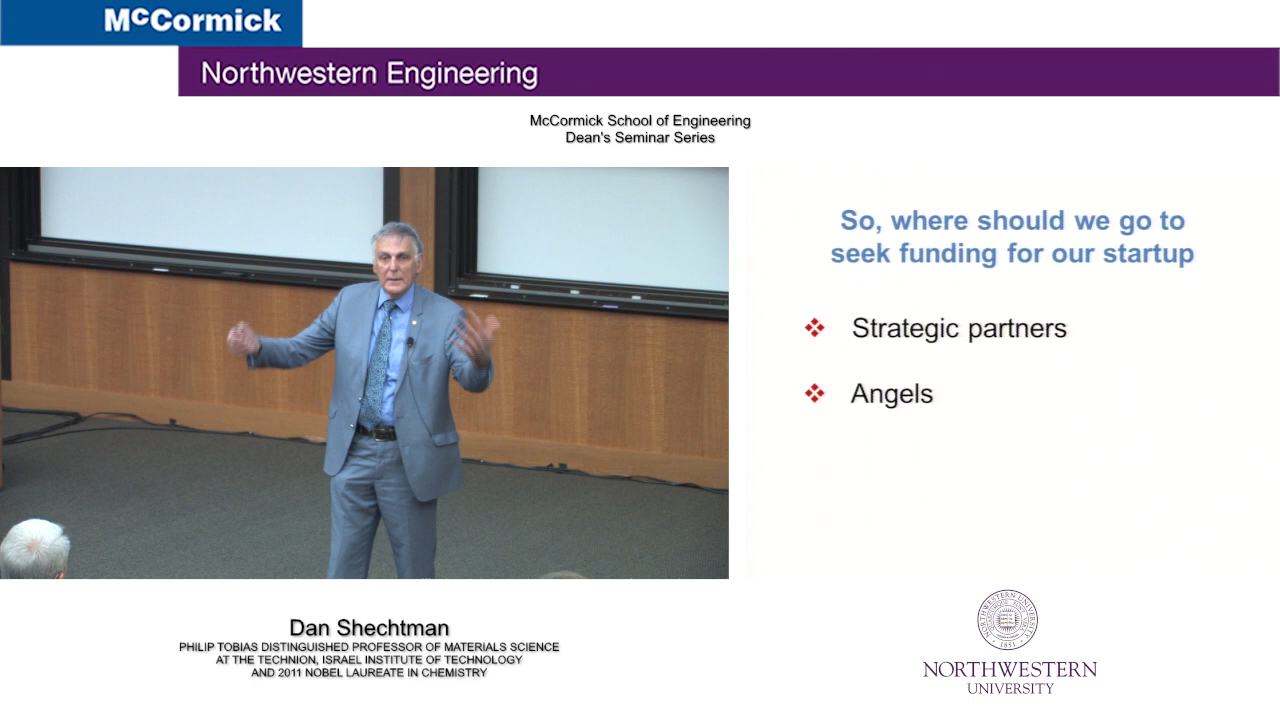 McCormick
Northwestern Engineering
McCormick School of Engineering
Dean's Seminar Series
So, where should we go to
seek funding for our startup
Strategic partners
Angels
Dan Shechtman
PHILIP TOBIAS DISTINGUISHED PROFESSOR OF MATERIALS SCIENCE
AT THE TECHNION, ISRAEL INSTITUTE OF TECHNOLOGY
AND 2011 NOBEL LAUREATE IN CHEMISTRY
NORTHWESTERN
UNIVERSITY